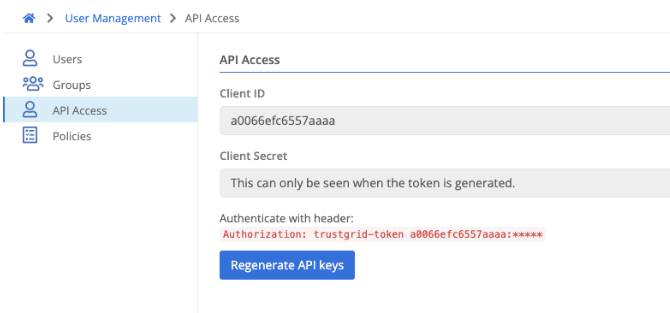 User Management > API Access
Users
Groups
API Access
Policies
API Access
Client ID
a0066efc6557aaaa
Client Secret
This can only be seen when the token is generated.
Authenticate with header:
Authorization: trustgrid-token a0066efc6557aaaa:*****
Regenerate API keys